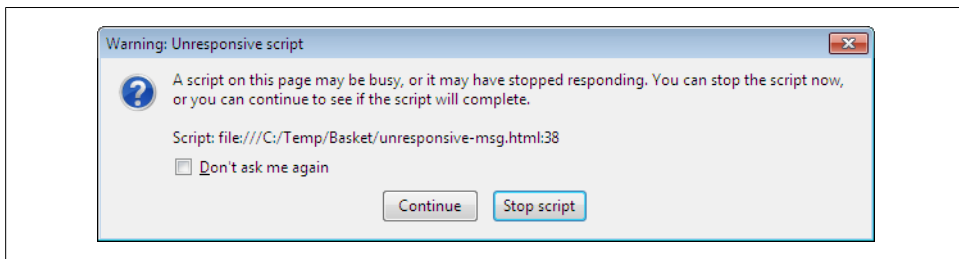 Warning: Unresponsive script
A script on this page may be busy, or it may have stopped responding. You can stop the script now,
or you can continue to see if the script will complete.
Script: file:///C:/Temp/Basket/unresponsive-msg.html:38
Don't ask me again
Continue Stop script